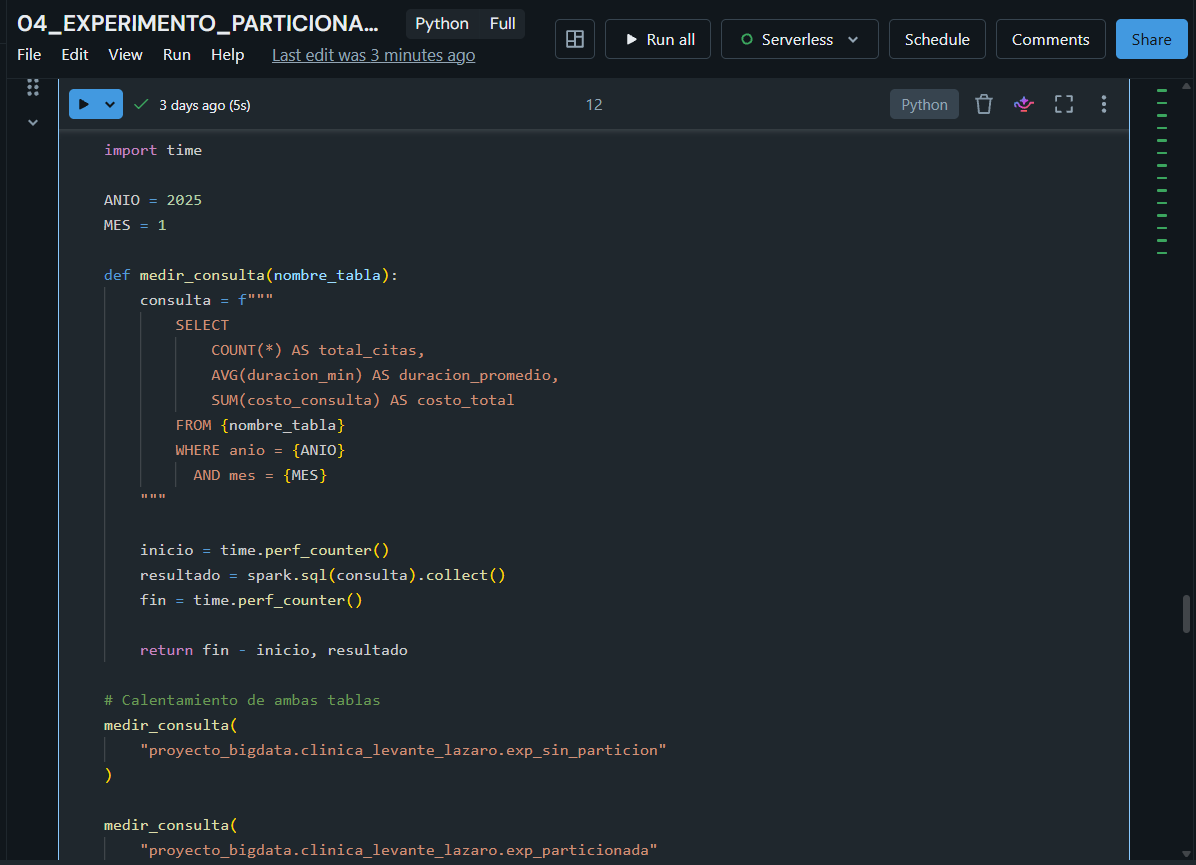 04_EXPERIMENTO_PARTICIONA... Python Full
File Edit View Run Help Last edit was 3 minutes ago
Run all Serverless Schedule Comments Share
3 days ago (5s) 12 Python
import time
ANIO = 2025
MES = 1
def medir_consulta(nombre_tabla):
    consulta = f"""
        SELECT
            COUNT(*) AS total_citas,
            AVG(duracion_min) AS duracion_promedio,
            SUM(costo_consulta) AS costo_total
        FROM {nombre_tabla}
        WHERE anio = {ANIO}
          AND mes = {MES}
    """
    inicio = time.perf_counter()
    resultado = spark.sql(consulta).collect()
    fin = time.perf_counter()
    return fin - inicio, resultado
# Calentamiento de ambas tablas
medir_consulta(
    "proyecto_bigdata.clinica_levante_lazaro.exp_sin_particion"
)
medir_consulta(
    "proyecto_bigdata.clinica_levante_lazaro.exp_particionada"